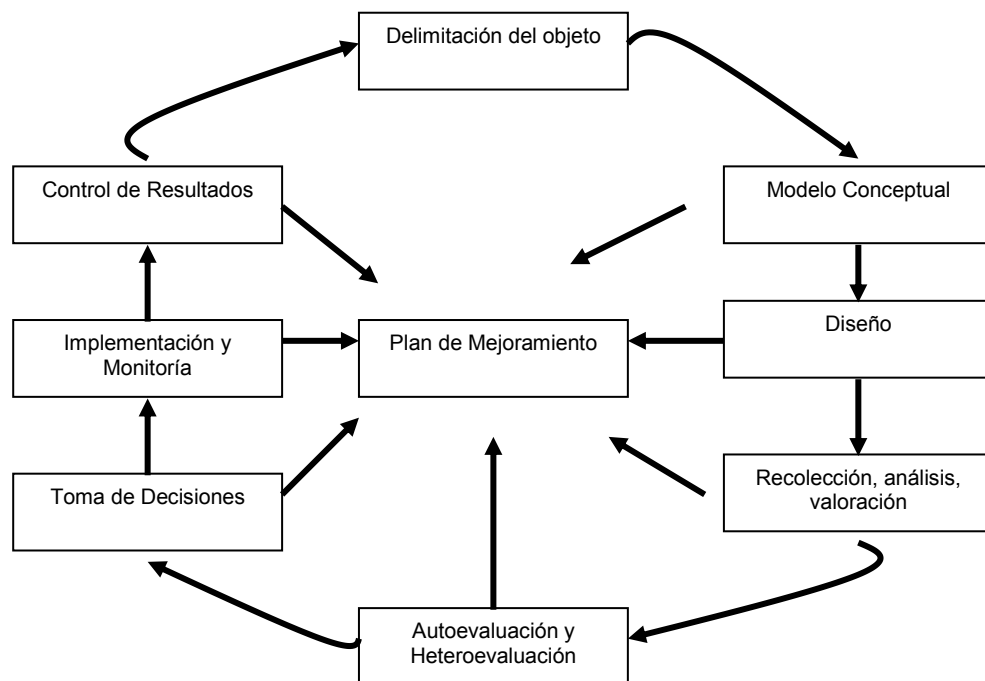 Delimitación del objeto
Control de Resultados
Modelo Conceptual
Implementación y
Monitoría
Plan de Mejoramiento
Diseño
Toma de Decisiones
Recolección, análisis,
valoración
Autoevaluación y
Heteroevaluación